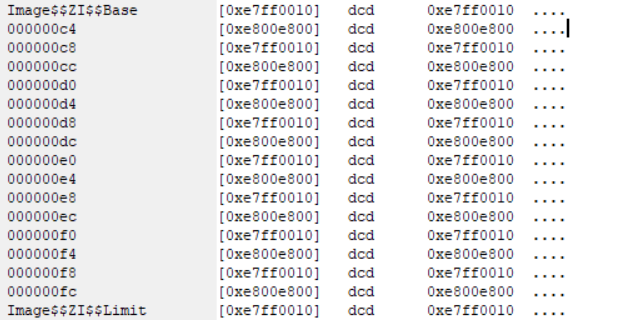 Image$$ZI$$Base [0xe7ff0010] dcd 0xe7ff0010 ....
000000c4 [0xe800e800] dcd 0xe800e800 ....
000000c8 [0xe7ff0010] dcd 0xe7ff0010 ....
000000cc [0xe800e800] dcd 0xe800e800 ....
000000d0 [0xe7ff0010] dcd 0xe7ff0010 ....
000000d4 [0xe800e800] dcd 0xe800e800 ....
000000d8 [0xe7ff0010] dcd 0xe7ff0010 ....
000000dc [0xe800e800] dcd 0xe800e800 ....
000000e0 [0xe7ff0010] dcd 0xe7ff0010 ....
000000e4 [0xe800e800] dcd 0xe800e800 ....
000000e8 [0xe7ff0010] dcd 0xe7ff0010 ....
000000ec [0xe800e800] dcd 0xe800e800 ....
000000f0 [0xe7ff0010] dcd 0xe7ff0010 ....
000000f4 [0xe800e800] dcd 0xe800e800 ....
000000f8 [0xe7ff0010] dcd 0xe7ff0010 ....
000000fc [0xe800e800] dcd 0xe800e800 ....
Image$$ZI$$Limit [0xe7ff0010] dcd 0xe7ff0010 ....